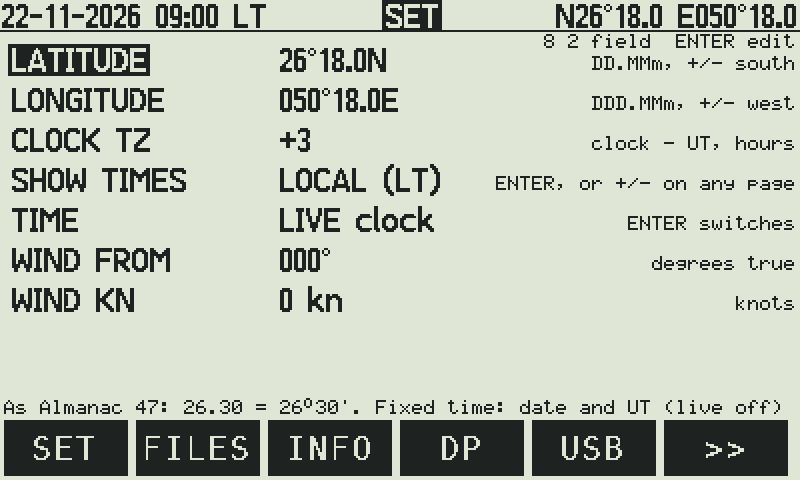 22-11-2026 09:00 LT SET N26°18.0 E050°18.0
8 2 field ENTER edit
LATITUDE 26°18.0N DD.MMm, +/- south
LONGITUDE 050°18.0E DDD.MMm, +/- west
CLOCK TZ +3 clock - UT, hours
SHOW TIMES LOCAL (LT) ENTER, or +/- on any page
TIME LIVE clock ENTER switches
WIND FROM 000° degrees true
WIND KN 0 kn knots
As Almanac 47: 26.30 = 26º30'. Fixed time: date and UT (live off)
SET FILES INFO DP USB >>